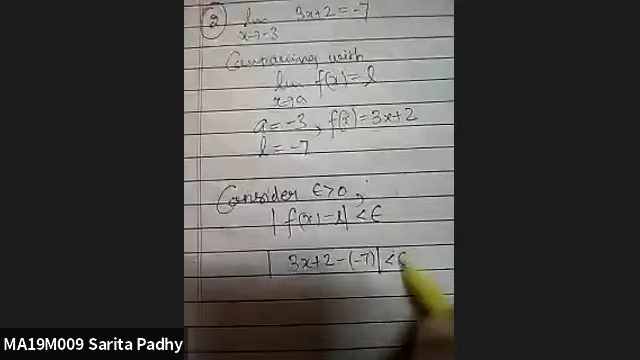 ② lim 3x+2 = -7
x→-3
Comparing with
lim f(x) = l
x→a
a = -3, f(x) = 3x+2
l = -7
Consider ϵ>0,
|f(x)-l| < ϵ
|3x+2-(-7)| < ϵ
MA19M009 Sarita Padhy